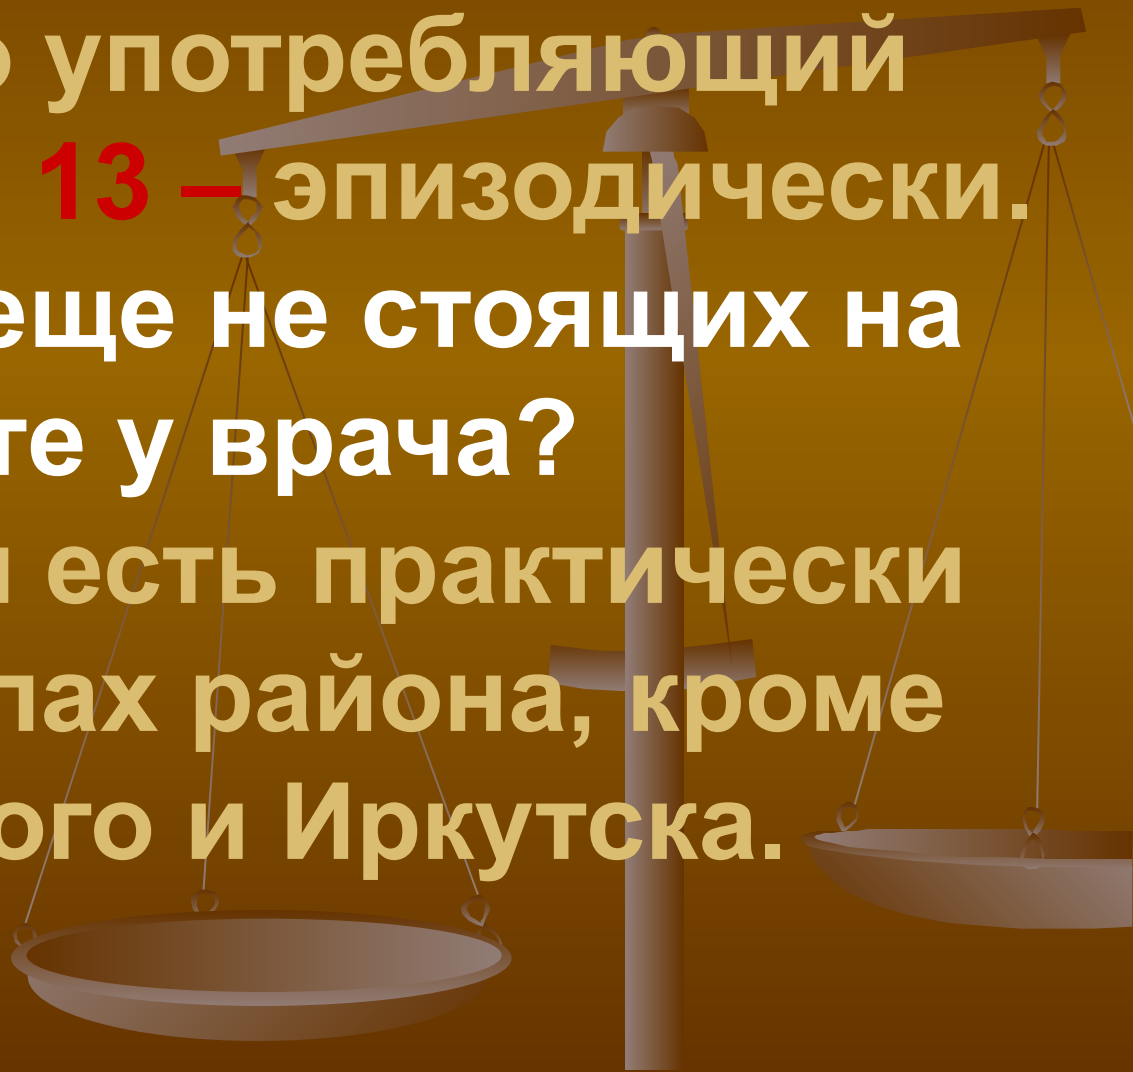 о употребляющий
13 – эпизодически.
еще не стоящих на
те у врача?
есть практически
пах района, кроме
ого и Иркутска.